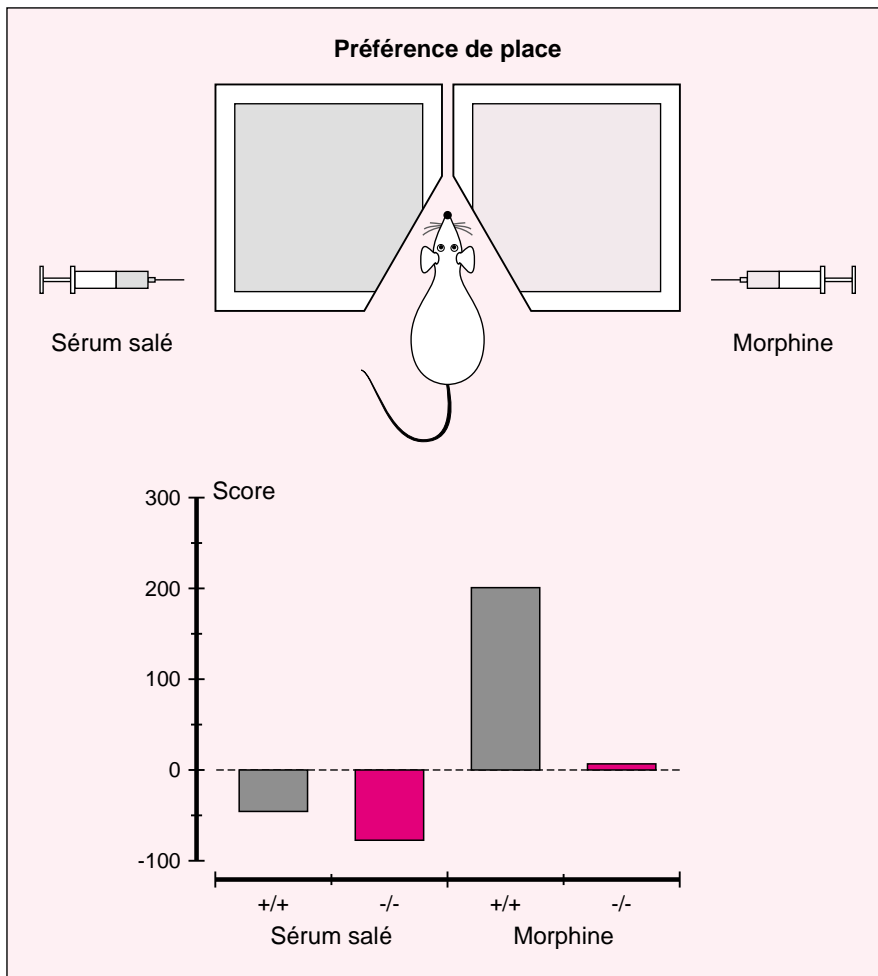 Préférence de place
Sérum salé
Morphine
Score
300
200
100
0
-100
+/+ -/- +/+ -/-
Sérum salé Morphine